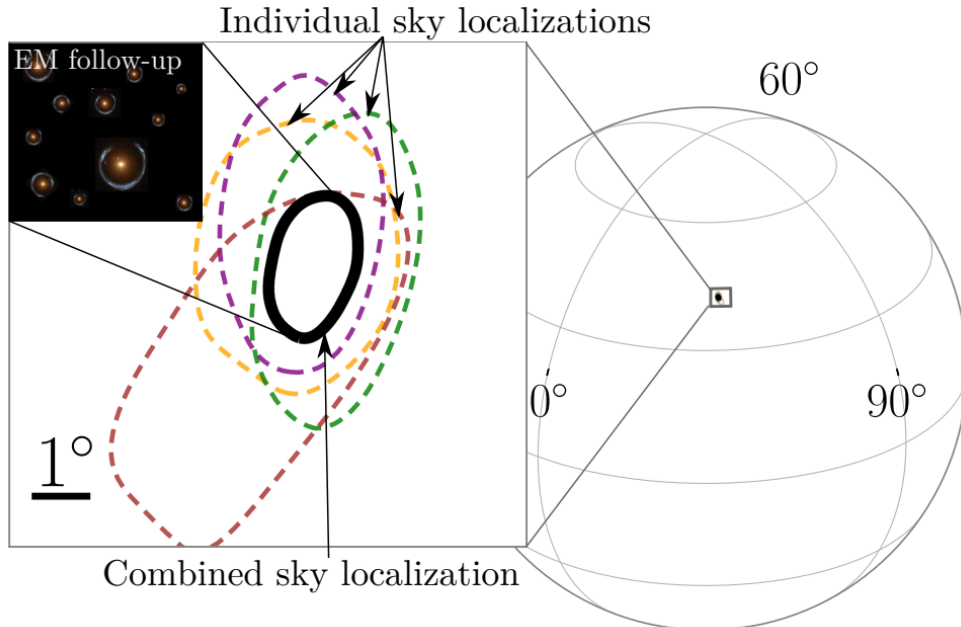 Individual sky localizations
EM follow-up
60°
0°
90°
1°
Combined sky localization